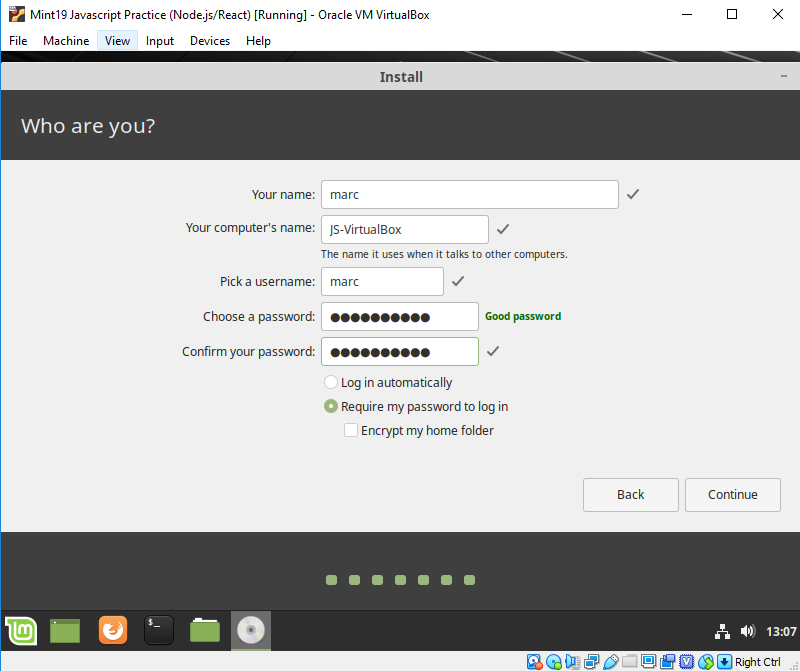 Mint19 Javascript Practice (Node.js/React) [Running] - Oracle VM VirtualBox
File Machine View Input Devices Help
Install
Who are you?
Your name: marc
Your computer's name: JS-VirtualBox
The name it uses when it talks to other computers.
Pick a username: marc
Choose a password: ●●●●●●●●●● Good password
Confirm your password: ●●●●●●●●●●
Log in automatically
Require my password to log in
Encrypt my home folder
Back Continue
$_ 13:07
Right Ctrl